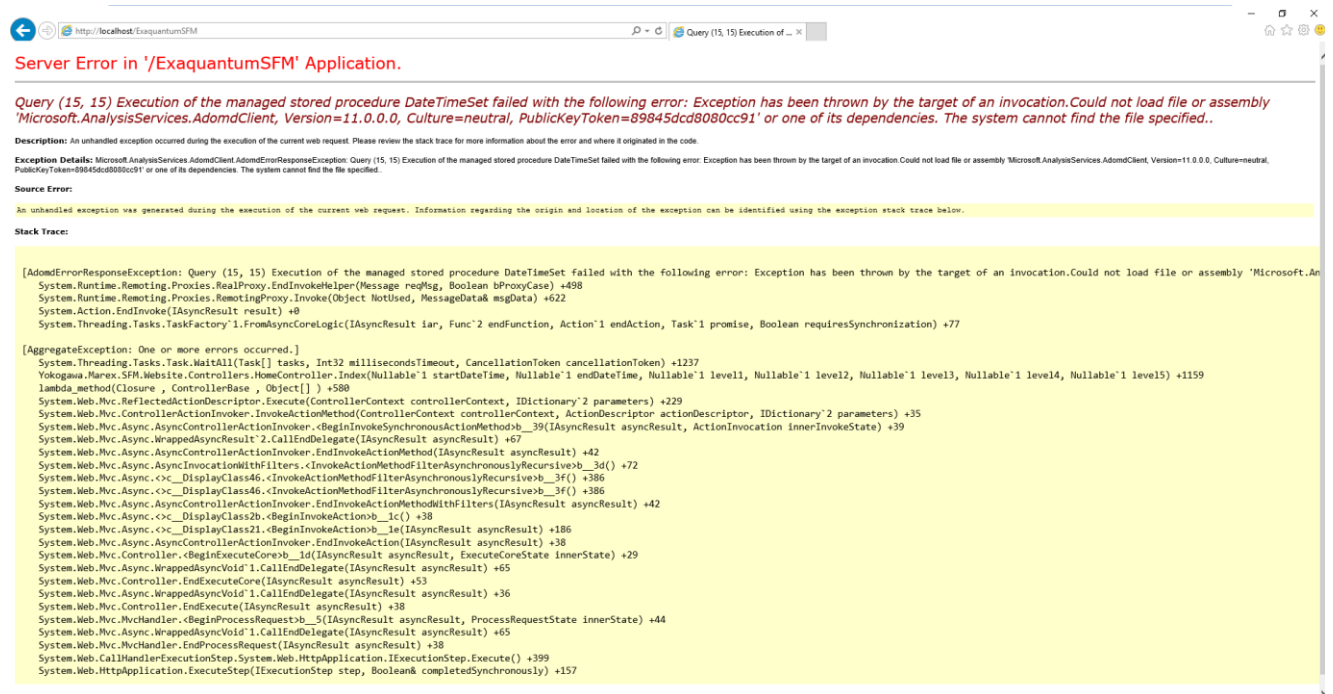 http://localhost/ExaquantumSFM
Query (15, 15) Execution of ...
Server Error in '/ExaquantumSFM' Application.
Query (15, 15) Execution of the managed stored procedure DateTimeSet failed with the following error: Exception has been thrown by the target of an invocation.Could not load file or assembly
'Microsoft.AnalysisServices.AdomdClient, Version=11.0.0.0, Culture=neutral, PublicKeyToken=89845dcd8080cc91' or one of its dependencies. The system cannot find the file specified..
Description: An unhandled exception occurred during the execution of the current web request. Please review the stack trace for more information about the error and where it originated in the code.
Exception Details: Microsoft.AnalysisServices.AdomdClient.AdomdErrorResponseException: Query (15, 15) Execution of the managed stored procedure DateTimeSet failed with the following error: Exception has been thrown by the target of an invocation.Could not load file or assembly 'Microsoft.AnalysisServices.AdomdClient, Version=11.0.0.0, Culture=neutral,
PublicKeyToken=89845dcd8080cc91' or one of its dependencies. The system cannot find the file specified..
Source Error:
An unhandled exception was generated during the execution of the current web request. Information regarding the origin and location of the exception can be identified using the exception stack trace below.
Stack Trace:
[AdomdErrorResponseException: Query (15, 15) Execution of the managed stored procedure DateTimeSet failed with the following error: Exception has been thrown by the target of an invocation.Could not load file or assembly 'Microsoft.An
System.Runtime.Remoting.Proxies.RealProxy.EndInvokeHelper(Message reqMsg, Boolean bProxyCase) +498
System.Runtime.Remoting.Proxies.RemotingProxy.Invoke(Object NotUsed, MessageData& msgData) +622
System.Action.EndInvoke(IAsyncResult result) +0
System.Threading.Tasks.TaskFactory`1.FromAsyncCoreLogic(IAsyncResult iar, Func`2 endFunction, Action`1 endAction, Task`1 promise, Boolean requiresSynchronization) +77
[AggregateException: One or more errors occurred.]
System.Threading.Tasks.Task.WaitAll(Task[] tasks, Int32 millisecondsTimeout, CancellationToken cancellationToken) +1237
Yokogawa.Marex.SFM.Website.Controllers.HomeController.Index(Nullable`1 startDateTime, Nullable`1 endDateTime, Nullable`1 level1, Nullable`1 level2, Nullable`1 level3, Nullable`1 level4, Nullable`1 level5) +1159
lambda_method(Closure , ControllerBase , Object[] ) +580
System.Web.Mvc.ReflectedActionDescriptor.Execute(ControllerContext controllerContext, IDictionary`2 parameters) +229
System.Web.Mvc.ControllerActionInvoker.InvokeActionMethod(ControllerContext controllerContext, ActionDescriptor actionDescriptor, IDictionary`2 parameters) +35
System.Web.Mvc.Async.AsyncControllerActionInvoker.<BeginInvokeSynchronousActionMethod>b__39(IAsyncResult asyncResult, ActionInvocation innerInvokeState) +39
System.Web.Mvc.Async.WrappedAsyncResult`2.CallEndDelegate(IAsyncResult asyncResult) +67
System.Web.Mvc.Async.AsyncControllerActionInvoker.EndInvokeActionMethod(IAsyncResult asyncResult) +42
System.Web.Mvc.Async.AsyncInvocationWithFilters.<InvokeActionMethodFilterAsynchronouslyRecursive>b__3d() +72
System.Web.Mvc.Async.<>c__DisplayClass46.<InvokeActionMethodFilterAsynchronouslyRecursive>b__3f() +386
System.Web.Mvc.Async.<>c__DisplayClass46.<InvokeActionMethodFilterAsynchronouslyRecursive>b__3f() +386
System.Web.Mvc.Async.AsyncControllerActionInvoker.EndInvokeActionMethodWithFilters(IAsyncResult asyncResult) +42
System.Web.Mvc.Async.<>c__DisplayClass2b.<BeginInvokeAction>b__1c() +38
System.Web.Mvc.Async.<>c__DisplayClass21.<BeginInvokeAction>b__1e(IAsyncResult asyncResult) +186
System.Web.Mvc.Async.AsyncControllerActionInvoker.EndInvokeAction(IAsyncResult asyncResult) +38
System.Web.Mvc.Controller.<BeginExecuteCore>b__1d(IAsyncResult asyncResult, ExecuteCoreState innerState) +29
System.Web.Mvc.Async.WrappedAsyncVoid`1.CallEndDelegate(IAsyncResult asyncResult) +65
System.Web.Mvc.Controller.EndExecuteCore(IAsyncResult asyncResult) +53
System.Web.Mvc.Async.WrappedAsyncVoid`1.CallEndDelegate(IAsyncResult asyncResult) +36
System.Web.Mvc.Controller.EndExecute(IAsyncResult asyncResult) +38
System.Web.Mvc.MvcHandler.<BeginProcessRequest>b__5(IAsyncResult asyncResult, ProcessRequestState innerState) +44
System.Web.Mvc.Async.WrappedAsyncVoid`1.CallEndDelegate(IAsyncResult asyncResult) +65
System.Web.Mvc.MvcHandler.EndProcessRequest(IAsyncResult asyncResult) +38
System.Web.CallHandlerExecutionStep.System.Web.HttpApplication.IExecutionStep.Execute() +399
System.Web.HttpApplication.ExecuteStep(IExecutionStep step, Boolean& completedSynchronously) +157